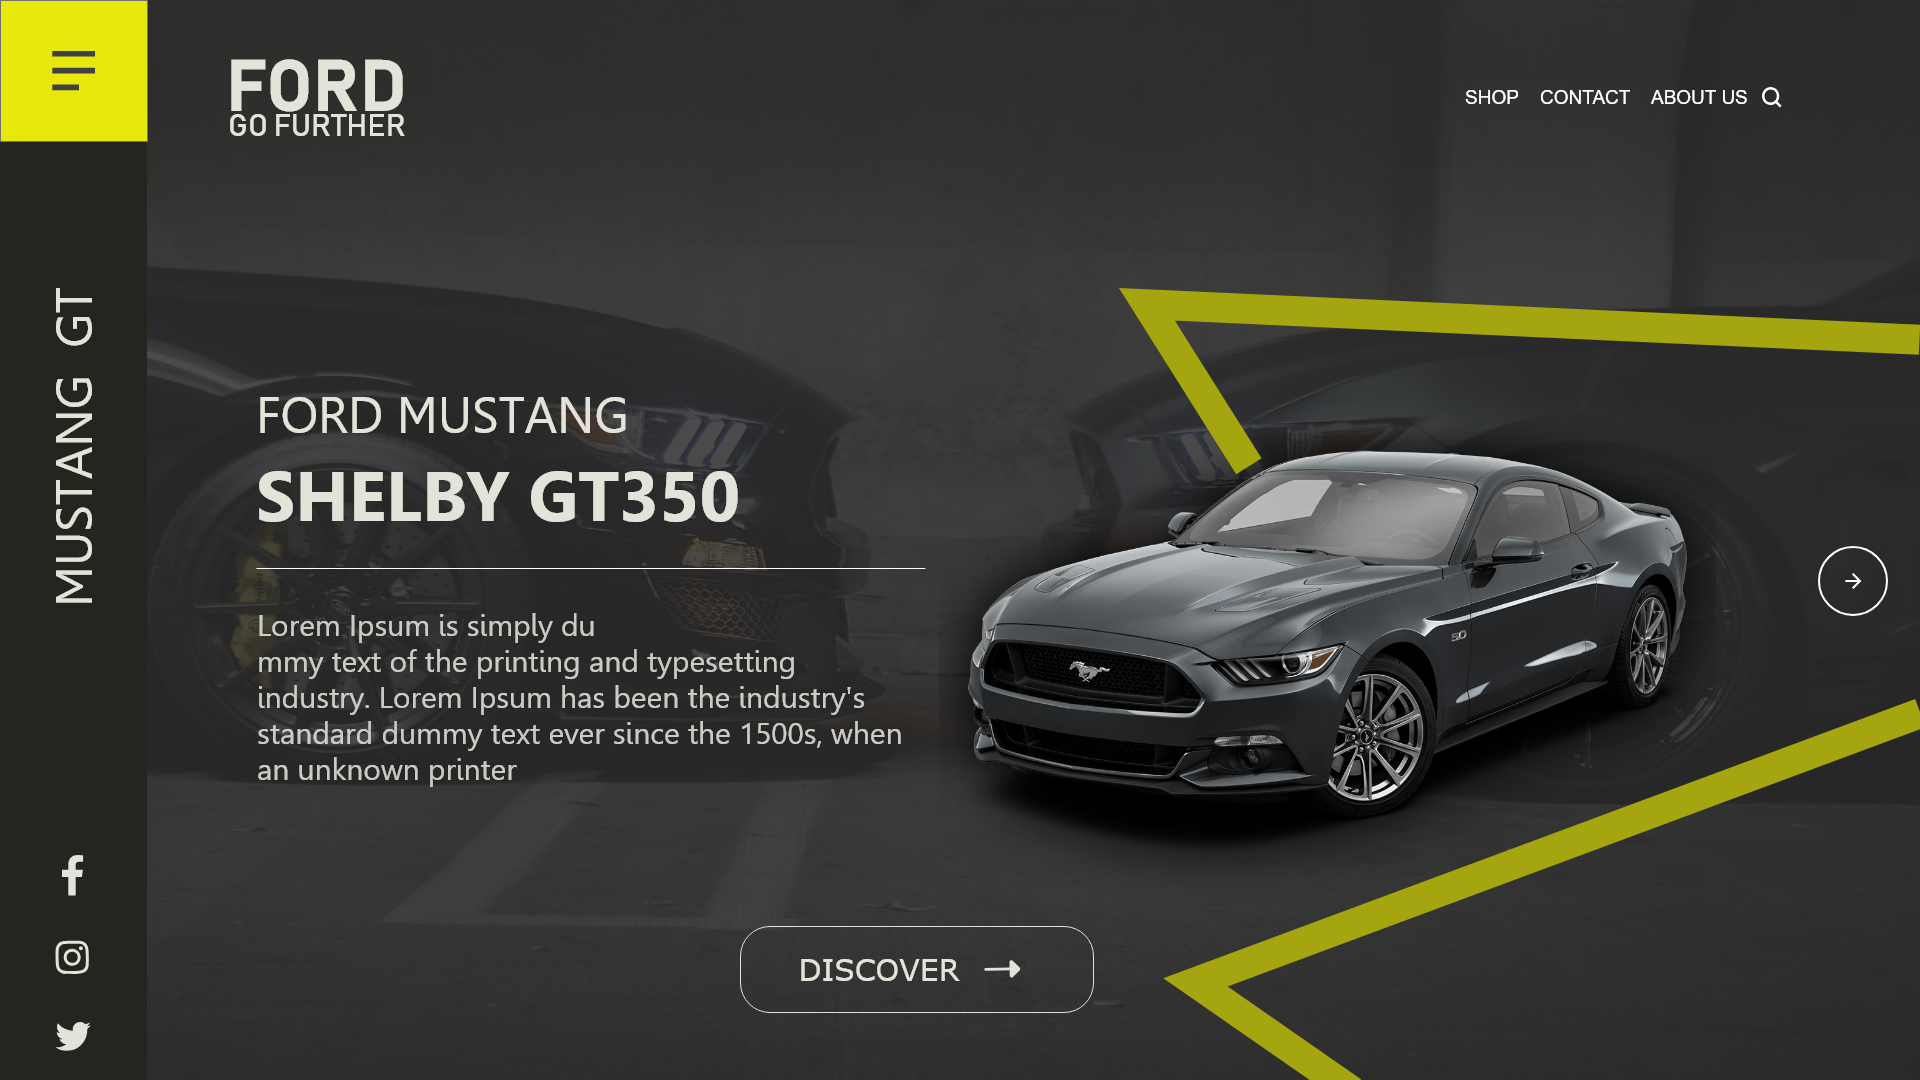 FORD
GO FURTHER
SHOP CONTACT ABOUT US
MUSTANG GT
FORD MUSTANG
SHELBY GT350
Lorem Ipsum is simply du
mmy text of the printing and typesetting
industry. Lorem Ipsum has been the industry's
standard dummy text ever since the 1500s, when
an unknown printer
5.0
DISCOVER